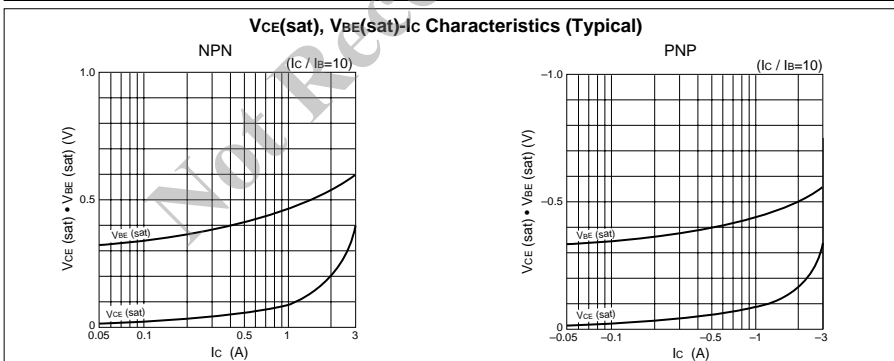 VCE(sat), VBE(sat)-IC Characteristics (Typical)
NPN
(IC / IB=10)
VCE (sat) • VBE (sat) (V)
1.0
0.5
0
VBE (sat)
VCE (sat)
0.05 0.1 0.5 1 3
IC (A)
PNP
(IC / IB=10)
VCE (sat) • VBE (sat) (V)
–1.0
–0.5
0
VBE (sat)
VCE (sat)
–0.05 –0.1 –0.5 –1 –3
IC (A)
Not Rec